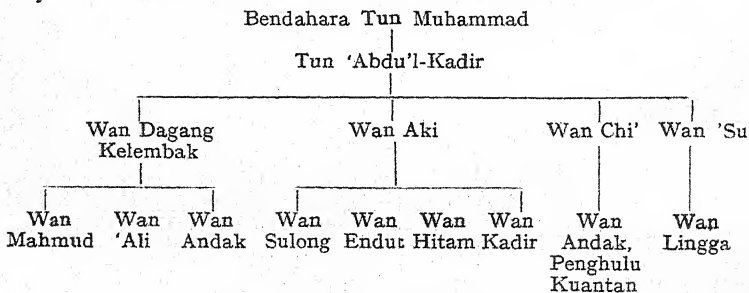 Bendahara Tun Muhammad
Tun ‘Abdu’l-Kadir
Wan Dagang Wan Aki Wan Chi’ Wan ’Su
Kelembak
Wan Wan Wan Wan Wan Wan Wan Wan Wan
Mahmud ‘Ali Andak Sulong Endut Hitam Kadir Andak, Lingga
Penghulu
Kuantan